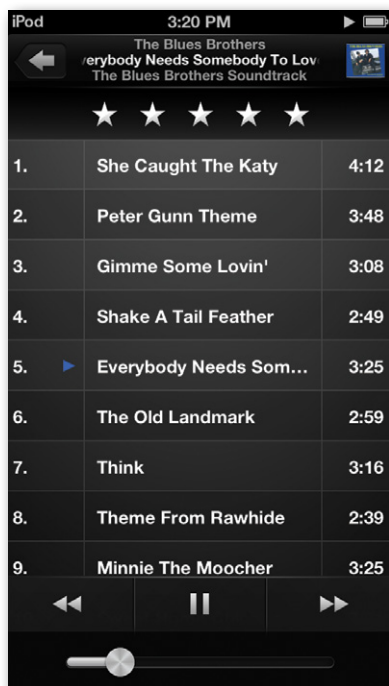 iPod 3:20 PM
The Blues Brothers
erybody Needs Somebody To Lov
The Blues Brothers Soundtrack
1. She Caught The Katy 4:12
2. Peter Gunn Theme 3:48
3. Gimme Some Lovin' 3:08
4. Shake A Tail Feather 2:49
5. Everybody Needs Som... 3:25
6. The Old Landmark 2:59
7. Think 3:16
8. Theme From Rawhide 2:39
9. Minnie The Moocher 3:25